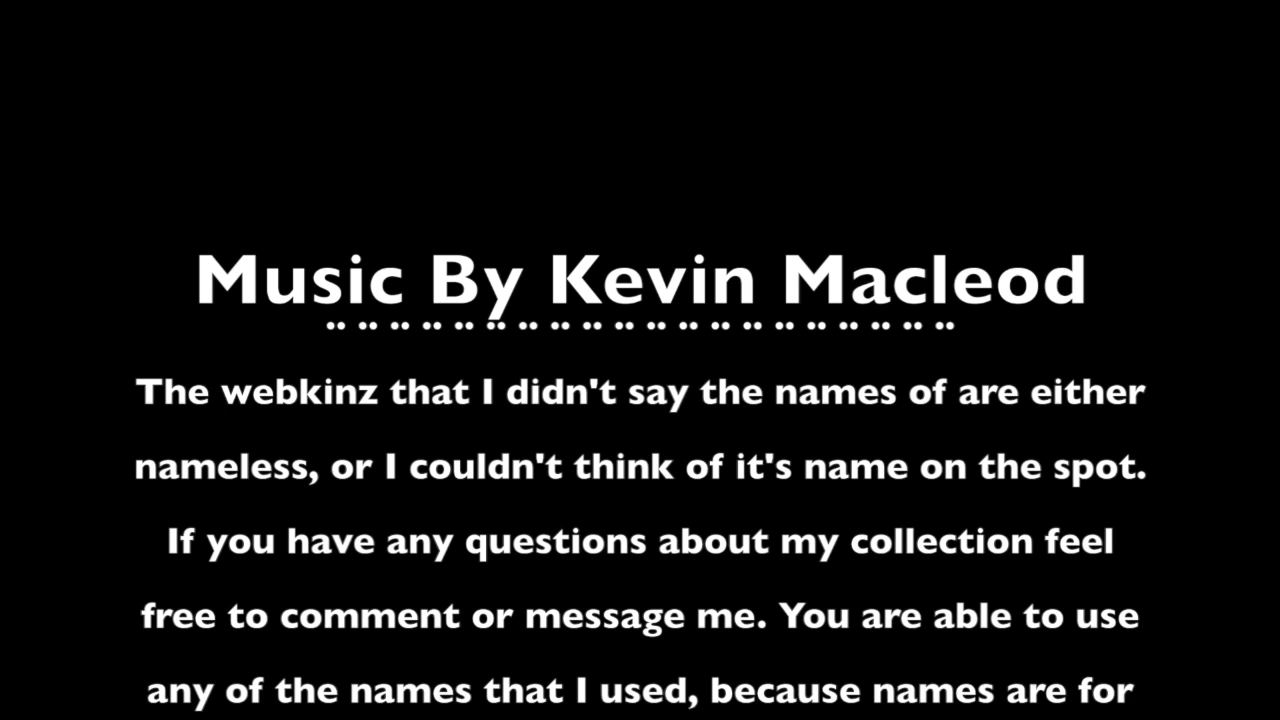 Music By Kevin Macleod
The webkinz that I didn't say the names of are either
nameless, or I couldn't think of it's name on the spot.
If you have any questions about my collection feel
free to comment or message me. You are able to use
any of the names that I used, because names are for